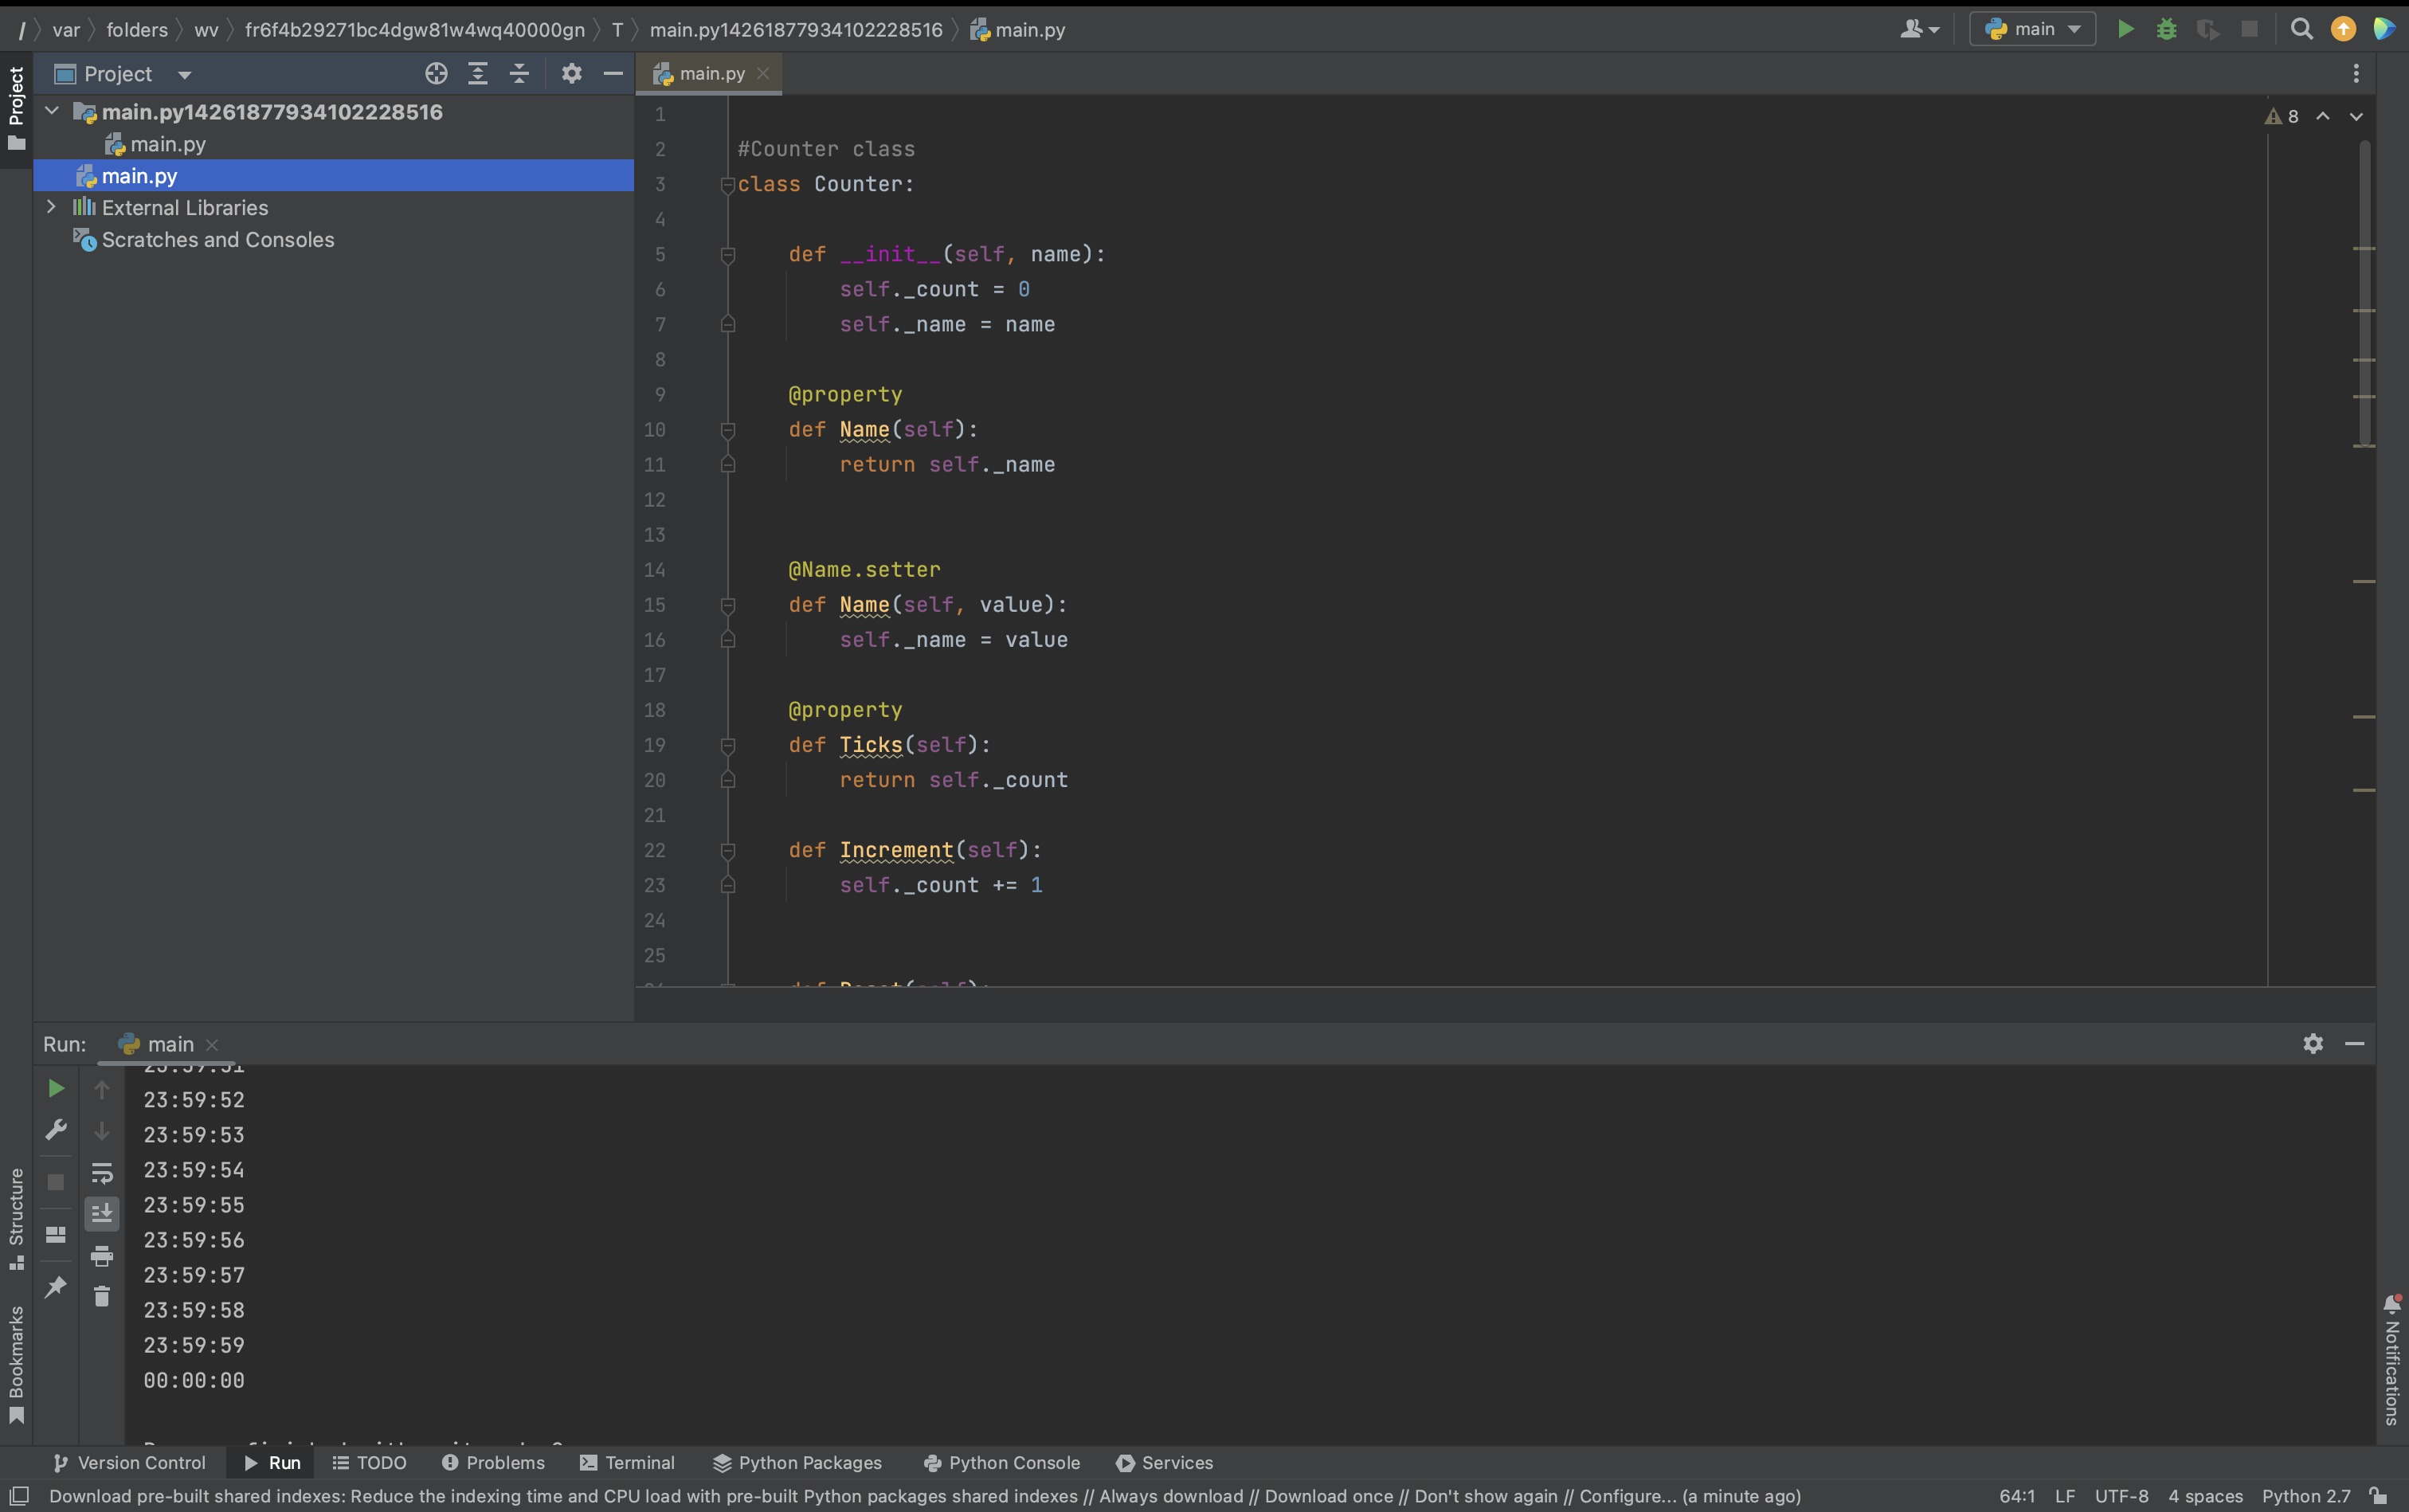 / var folders wv fr6f4b29271bc4dgw81w4wq40000gn T main.py14261877934102228516 main.py
main
Project
main.py
Project
main.py14261877934102228516
main.py
main.py
External Libraries
Scratches and Consoles
8
1
2 #Counter class
3 class Counter:
4
5 def __init__(self, name):
6 self._count = 0
7 self._name = name
8
9 @property
10 def Name(self):
11 return self._name
12
13
14 @Name.setter
15 def Name(self, value):
16 self._name = value
17
18 @property
19 def Ticks(self):
20 return self._count
21
22 def Increment(self):
23 self._count += 1
24
25
def Reset(self):
Run: main
23:59:51
23:59:52
23:59:53
23:59:54
23:59:55
23:59:56
23:59:57
23:59:58
23:59:59
00:00:00
Structure
Bookmarks
Notifications
Version Control Run TODO Problems Terminal Python Packages Python Console Services
Download pre-built shared indexes: Reduce the indexing time and CPU load with pre-built Python packages shared indexes // Always download // Download once // Don't show again // Configure... (a minute ago) 64:1 LF UTF-8 4 spaces Python 2.7